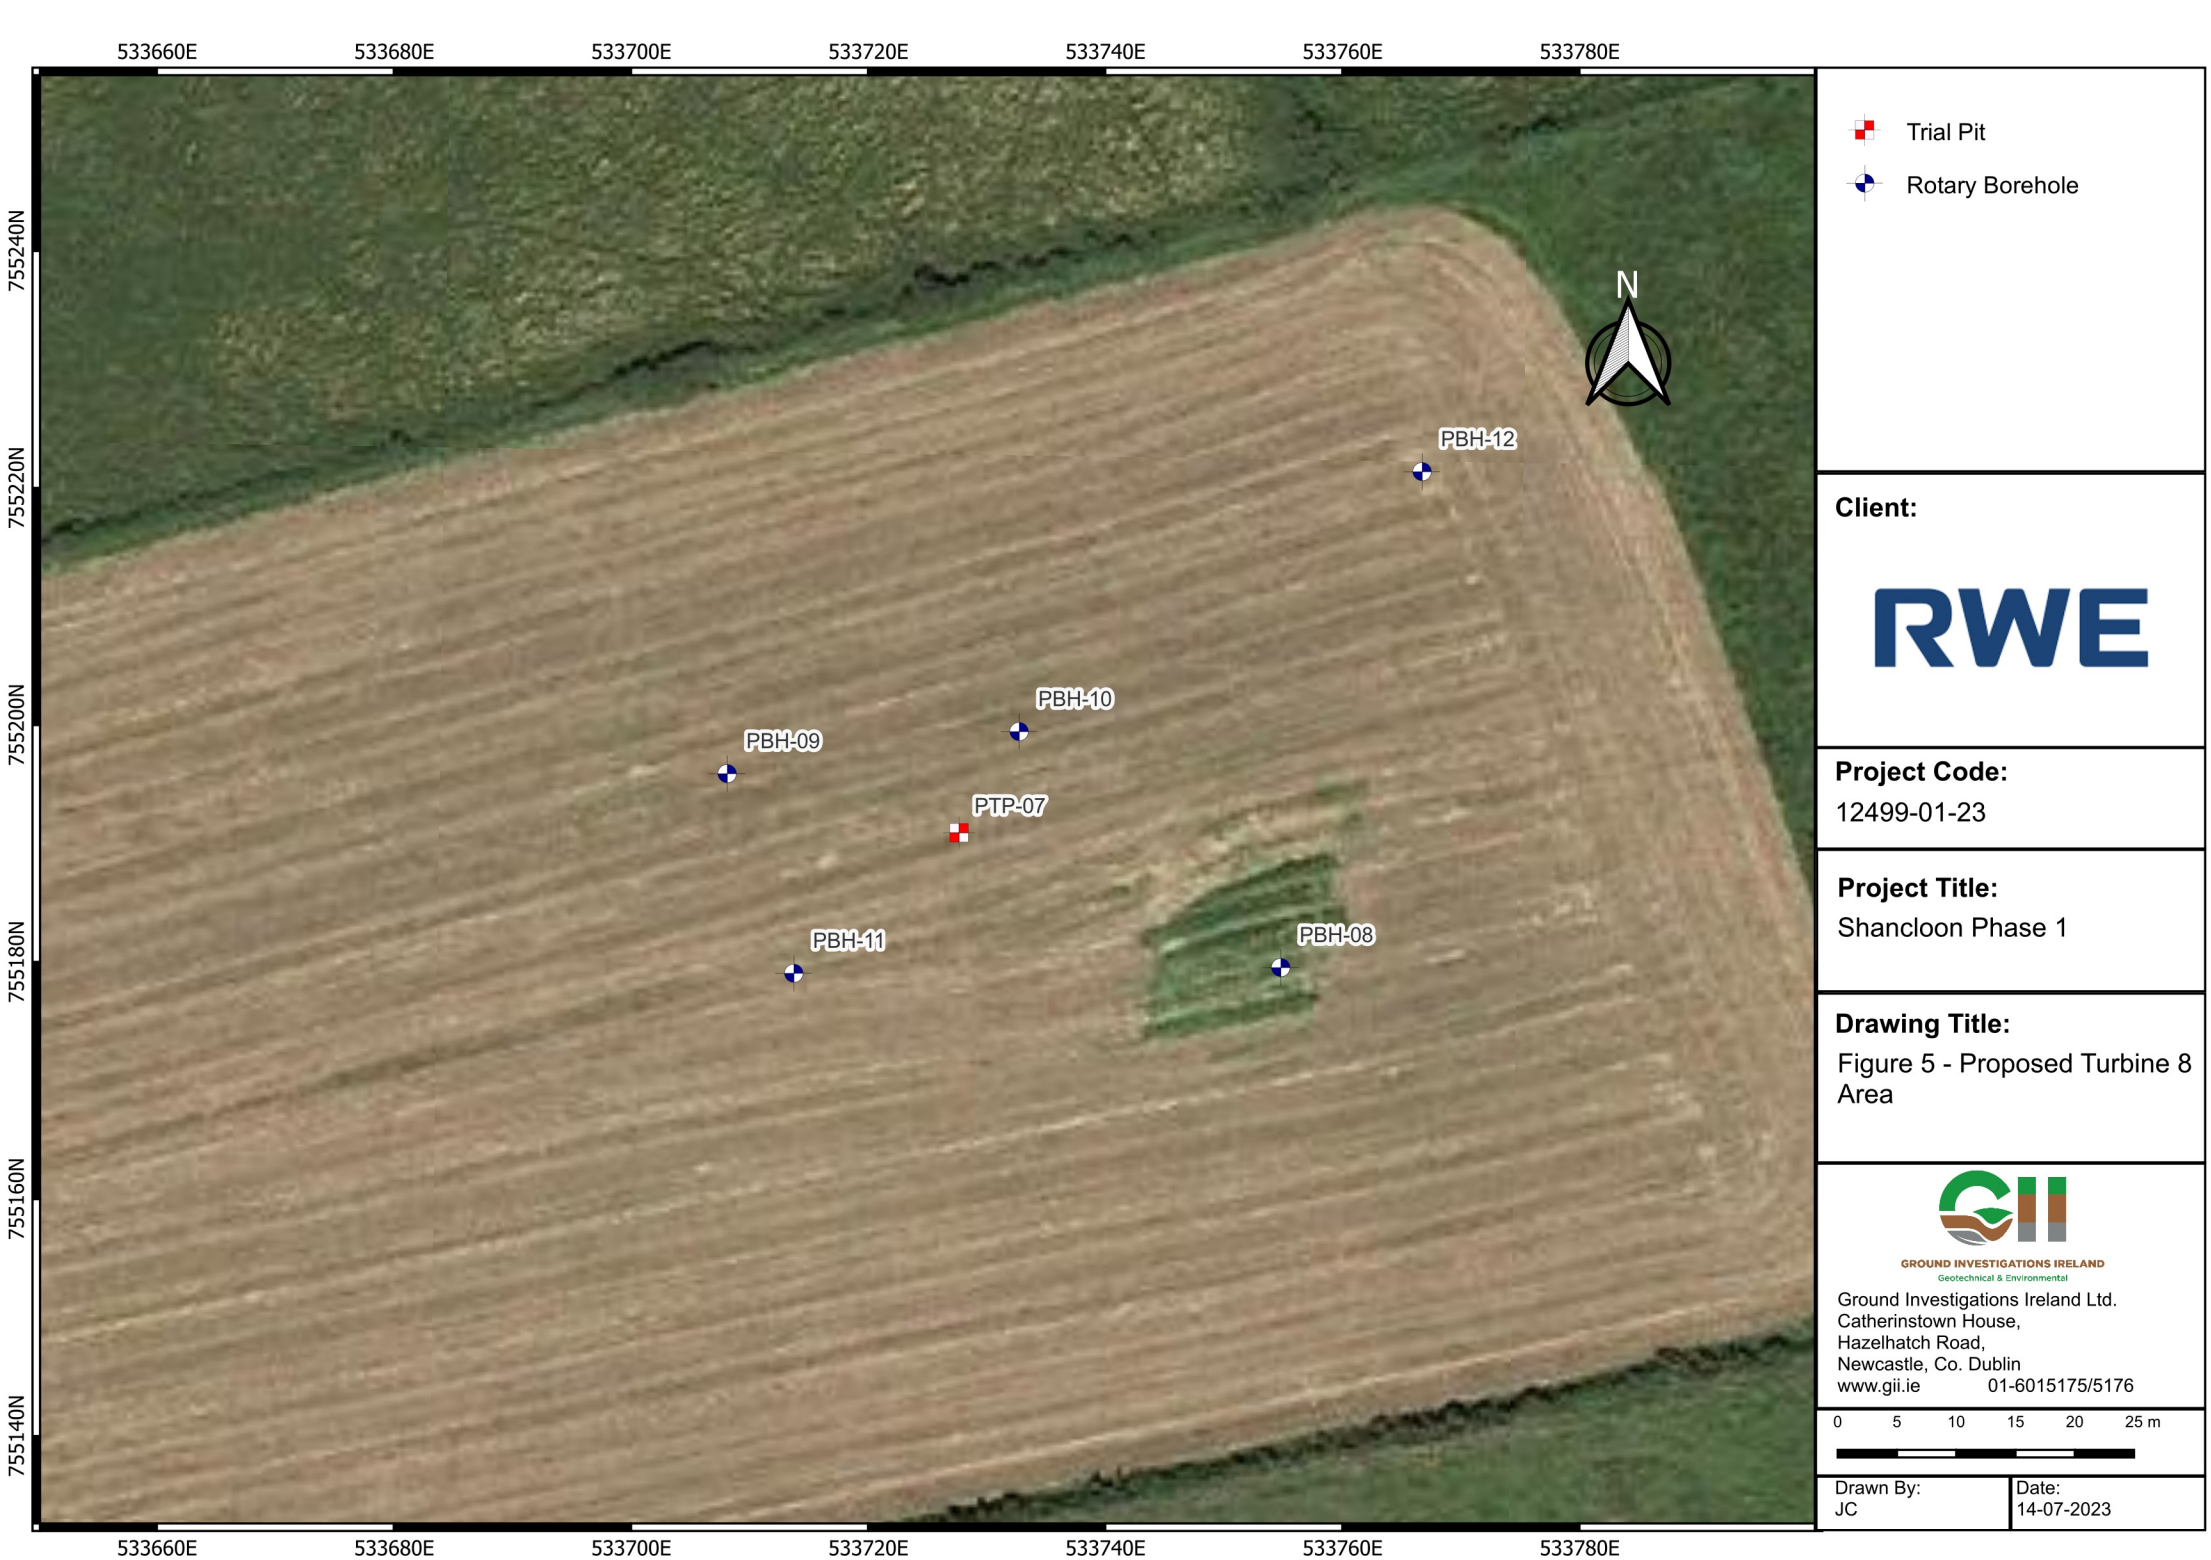 533660E 533680E 533700E 533720E 533740E 533760E 533780E
755240N
755220N
755200N
755180N
755160N
755140N
N
PBH-12
PBH-10
PBH-09
PTP-07
PBH-11
PBH-08
533660E 533680E 533700E 533720E 533740E 533760E 533780E
Trial Pit
Rotary Borehole
Client:
RWE
Project Code:
12499-01-23
Project Title:
Shancloon Phase 1
Drawing Title:
Figure 5 - Proposed Turbine 8
Area
GII
GROUND INVESTIGATIONS IRELAND
Geotechnical & Environmental
Ground Investigations Ireland Ltd.
Catherinstown House,
Hazelhatch Road,
Newcastle, Co. Dublin
www.gii.ie 01-6015175/5176
0 5 10 15 20 25 m
Drawn By:
JC
Date:
14-07-2023